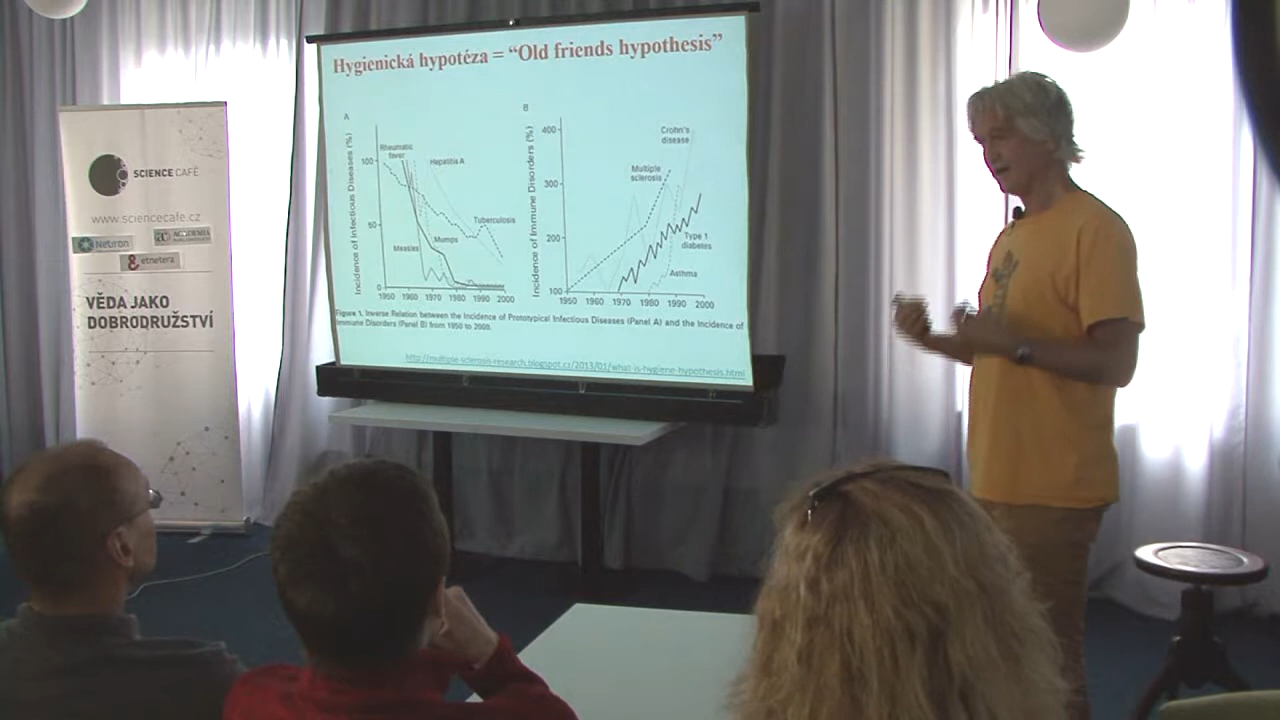 Hygienická hypotéza = “Old friends hypothesis”
A
Incidence of Infectious Diseases (%)
100
50
0
Rheumatic
fever
Hepatitis A
Tuberculosis
Measles
Mumps
1950 1960 1970 1980 1990 2000
B
Incidence of Immune Disorders (%)
400
300
200
100
Crohn's
disease
Multiple
sclerosis
Type 1
diabetes
Asthma
1950 1960 1970 1980 1990 2000
Figure 1. Inverse Relation between the Incidence of Prototypical Infectious Diseases (Panel A) and the Incidence of
Immune Disorders (Panel B) from 1950 to 2000.
http://multiple-sclerosis-research.blogspot.cz/2013/01/what-is-hygiene-hypothesis.html
SCIENCE CAFÉ
www.sciencecafe.cz
Netiron
ACADEMIA
etnetera
VĚDA JAKO
DOBRODRUŽSTVÍ